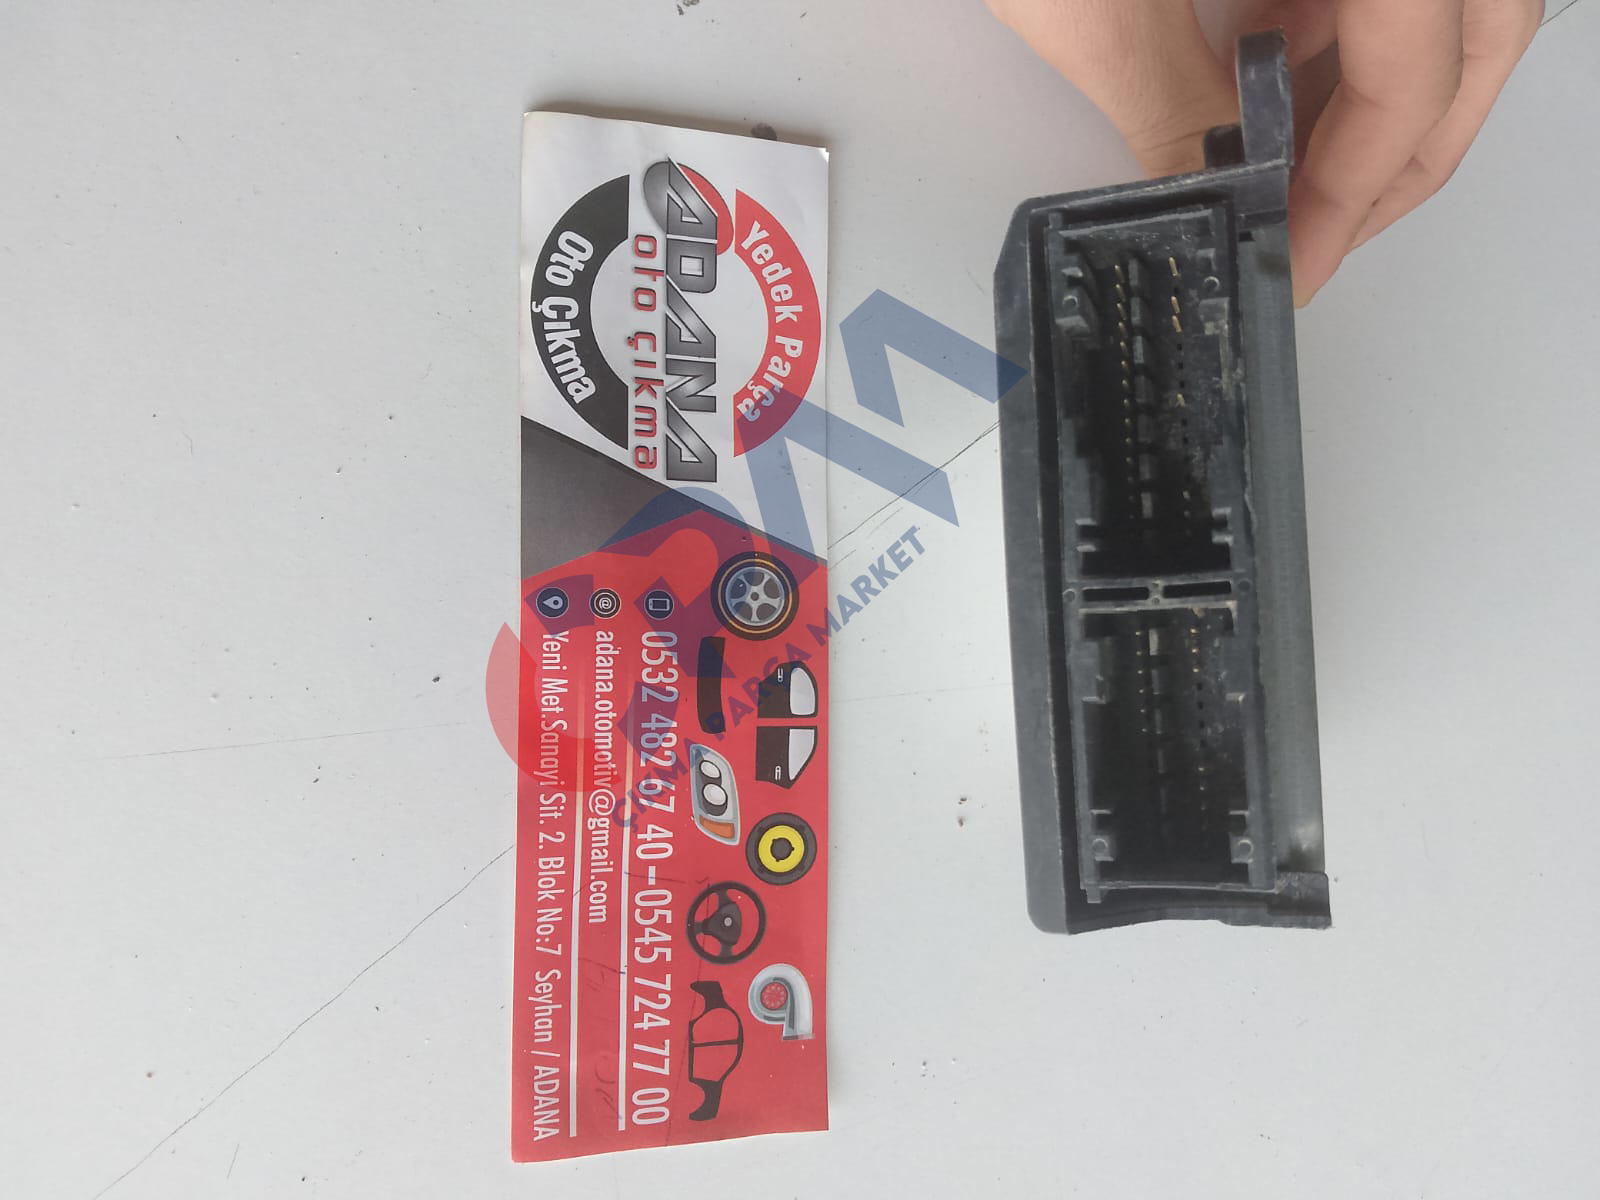 Yedek Parça
ADANA
oto çıkma
Oto Çıkma
0532 482 67 40-0545 724 77 00
adana.otomotiv@gmail.com
Yeni Met.Sanayi Sit. 2. Blok No:7 Seyhan / ADANA
ÇPM
ÇIKMA PARÇA MARKET